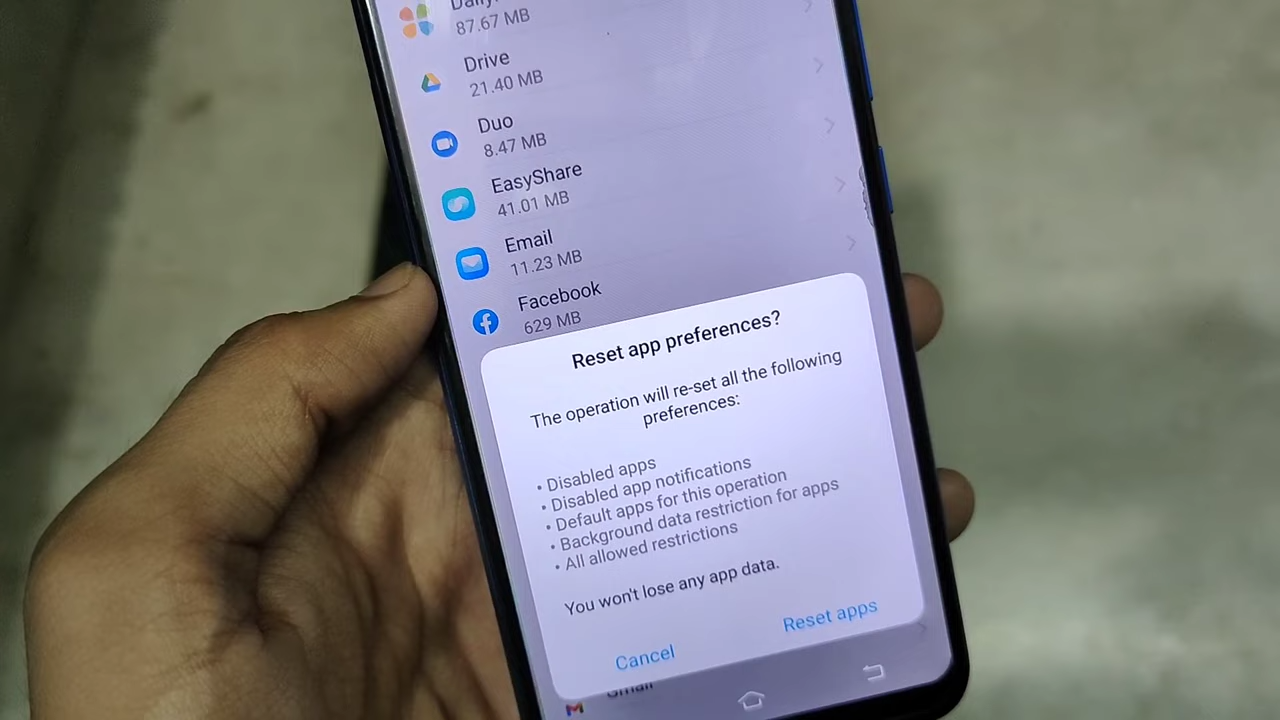 87.67 MB
Drive
21.40 MB
Duo
8.47 MB
EasyShare
41.01 MB
Email
11.23 MB
Facebook
629 MB
Reset app preferences?
The operation will re-set all the following
preferences:
• Disabled apps
• Disabled app notifications
• Default apps for this operation
• Background data restriction for apps
• All allowed restrictions
You won't lose any app data.
Cancel
Reset apps
Gmail